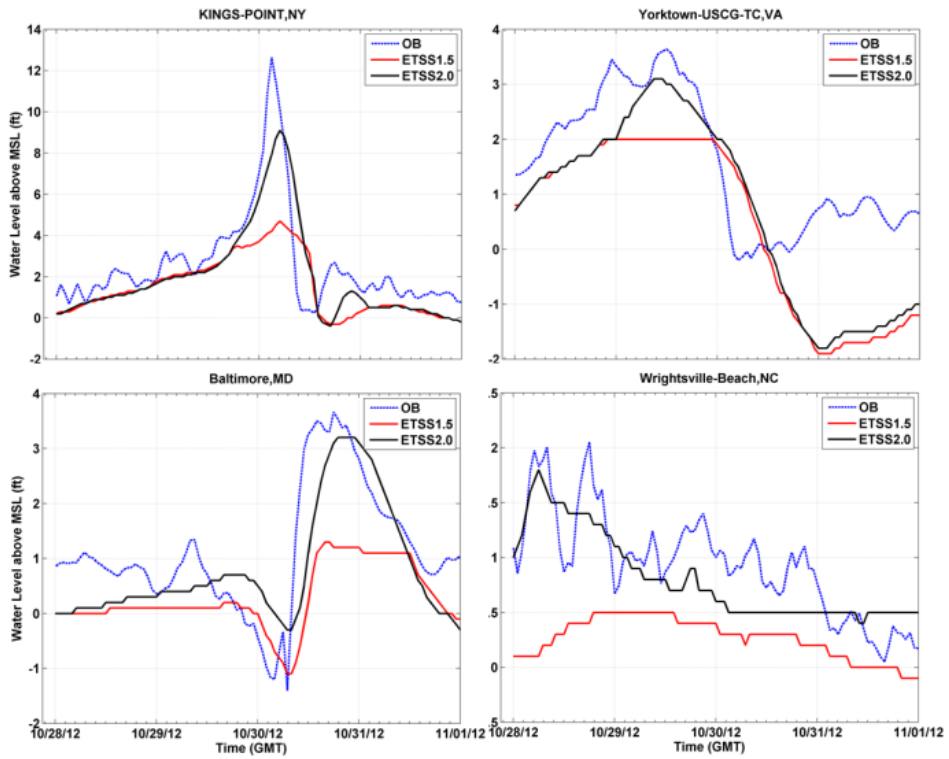 KINGS-POINT,NY
14
12
10
8
6
4
2
0
-2
Water Level above MSL (ft)
OB
ETSS1.5
ETSS2.0
Yorktown-USCG-TC,VA
4
3
2
1
0
-1
-2
OB
ETSS1.5
ETSS2.0
Baltimore,MD
4
3
2
1
0
-1
-2
Water Level above MSL (ft)
OB
ETSS1.5
ETSS2.0
10/28/12 10/29/12 10/30/12 10/31/12 11/01/12
Time (GMT)
Wrightsville-Beach,NC
.5
2
.5
1
.5
0
.5
OB
ETSS1.5
ETSS2.0
10/28/12 10/29/12 10/30/12 10/31/12 11/01/12
Time (GMT)